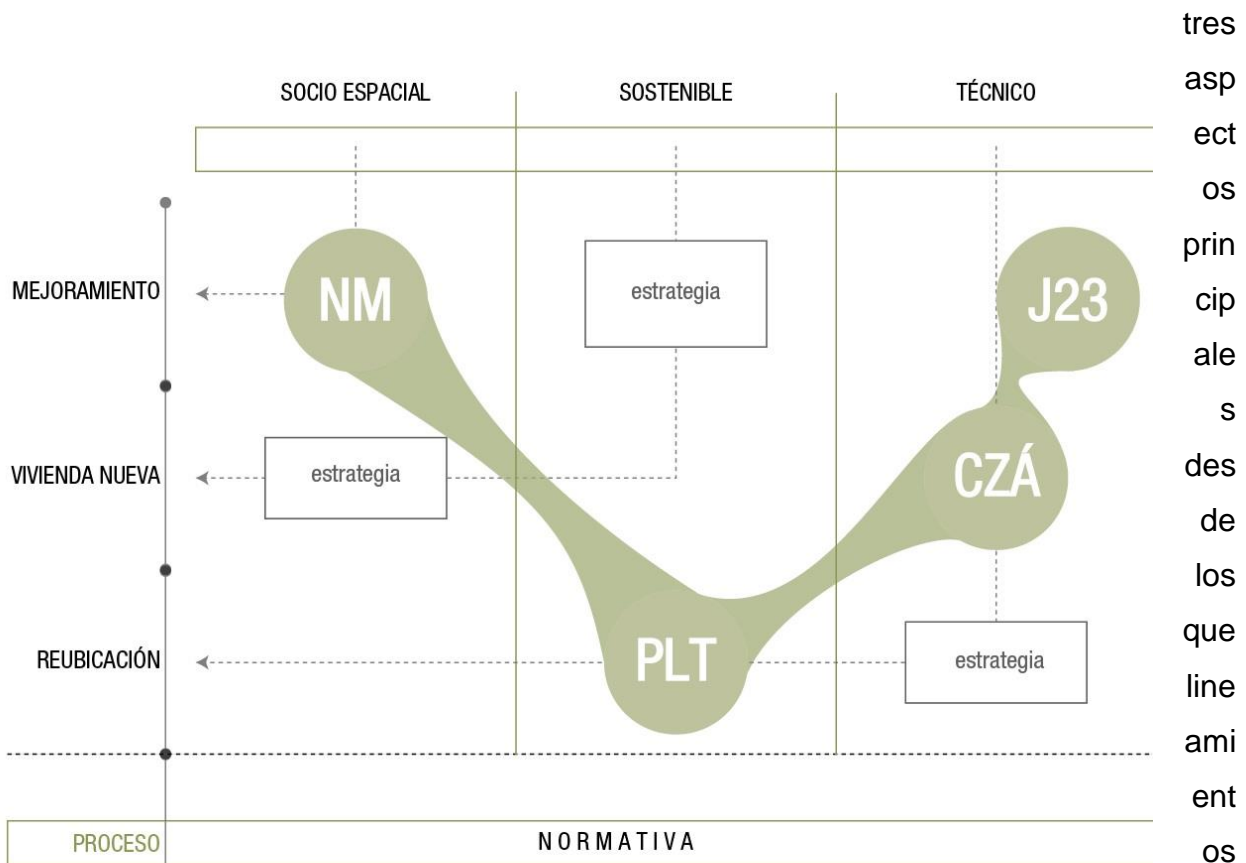 SOCIO ESPACIAL
SOSTENIBLE
TÉCNICO
MEJORAMIENTO
NM
estrategia
J23
VIVIENDA NUEVA
estrategia
CZÁ
REUBICACIÓN
PLT
estrategia
PROCESO
NORMATIVA
tres
asp
ect
os
prin
cip
ale
s
des
de
los
que
line
ami
ent
os